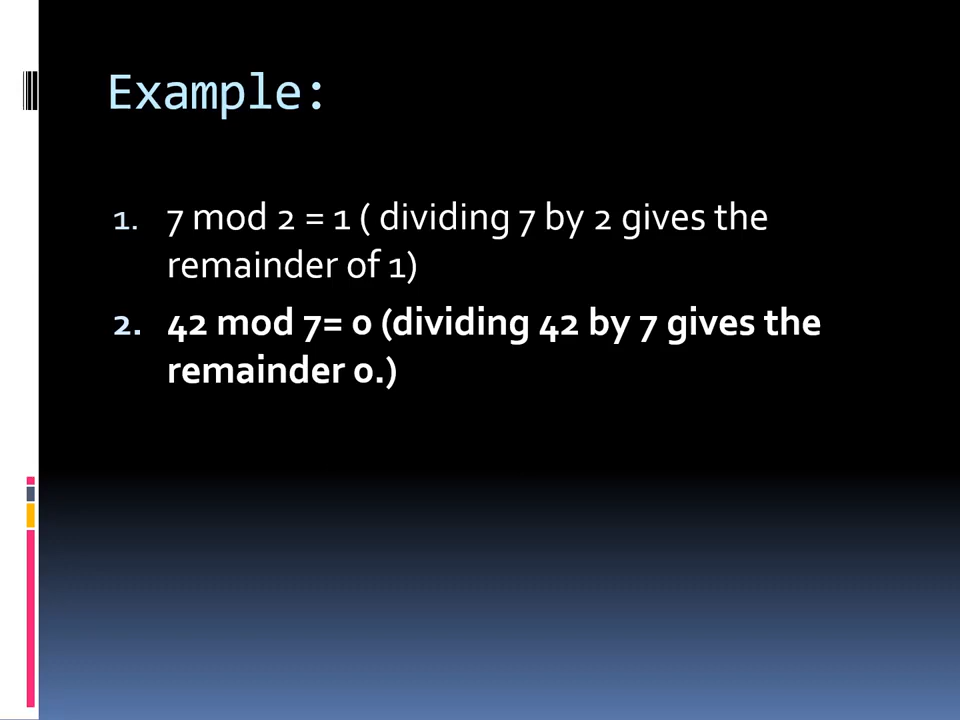 Example:
1. 7 mod 2 = 1 ( dividing 7 by 2 gives the
remainder of 1)
2. 42 mod 7= 0 (dividing 42 by 7 gives the
remainder 0.)